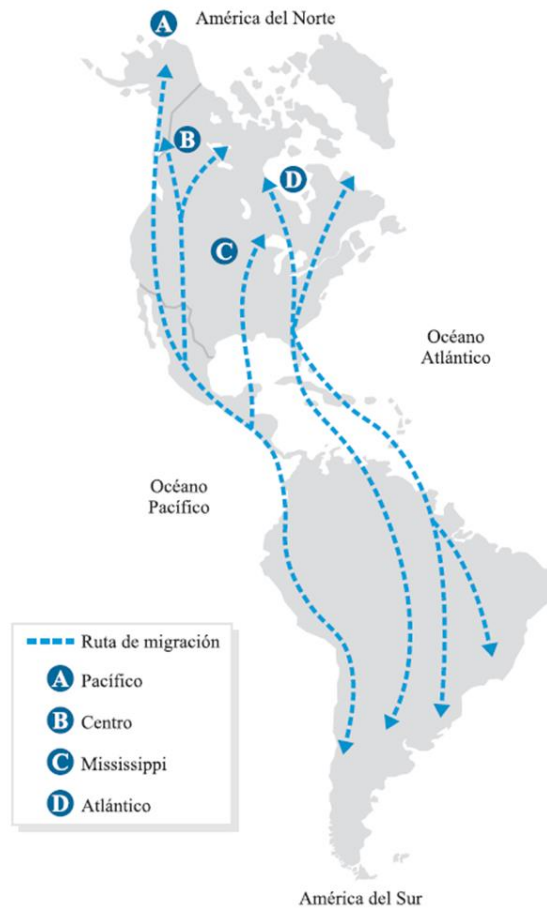 América del Norte
A
B
D
C
Océano
Atlántico
Océano
Pacífico
Ruta de migración
A Pacífico
B Centro
C Mississippi
D Atlántico
América del Sur